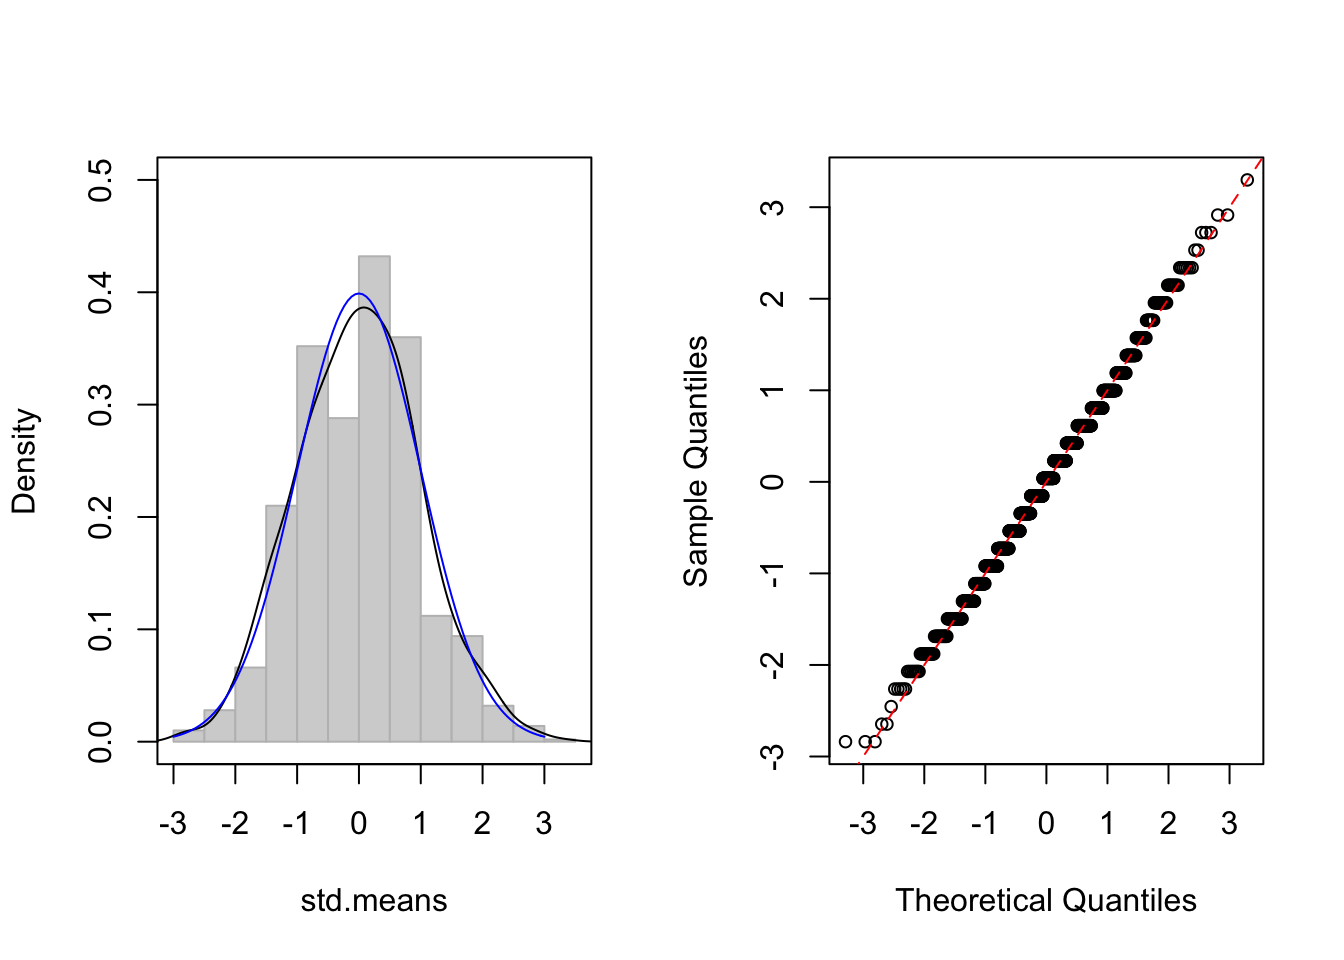 Density
0.5
0.4
0.3
0.2
0.1
0.0
-3 -2 -1 0 1 2 3
std.means
Sample Quantiles
3
2
1
0
-1
-2
-3
-3 -2 -1 0 1 2 3
Theoretical Quantiles